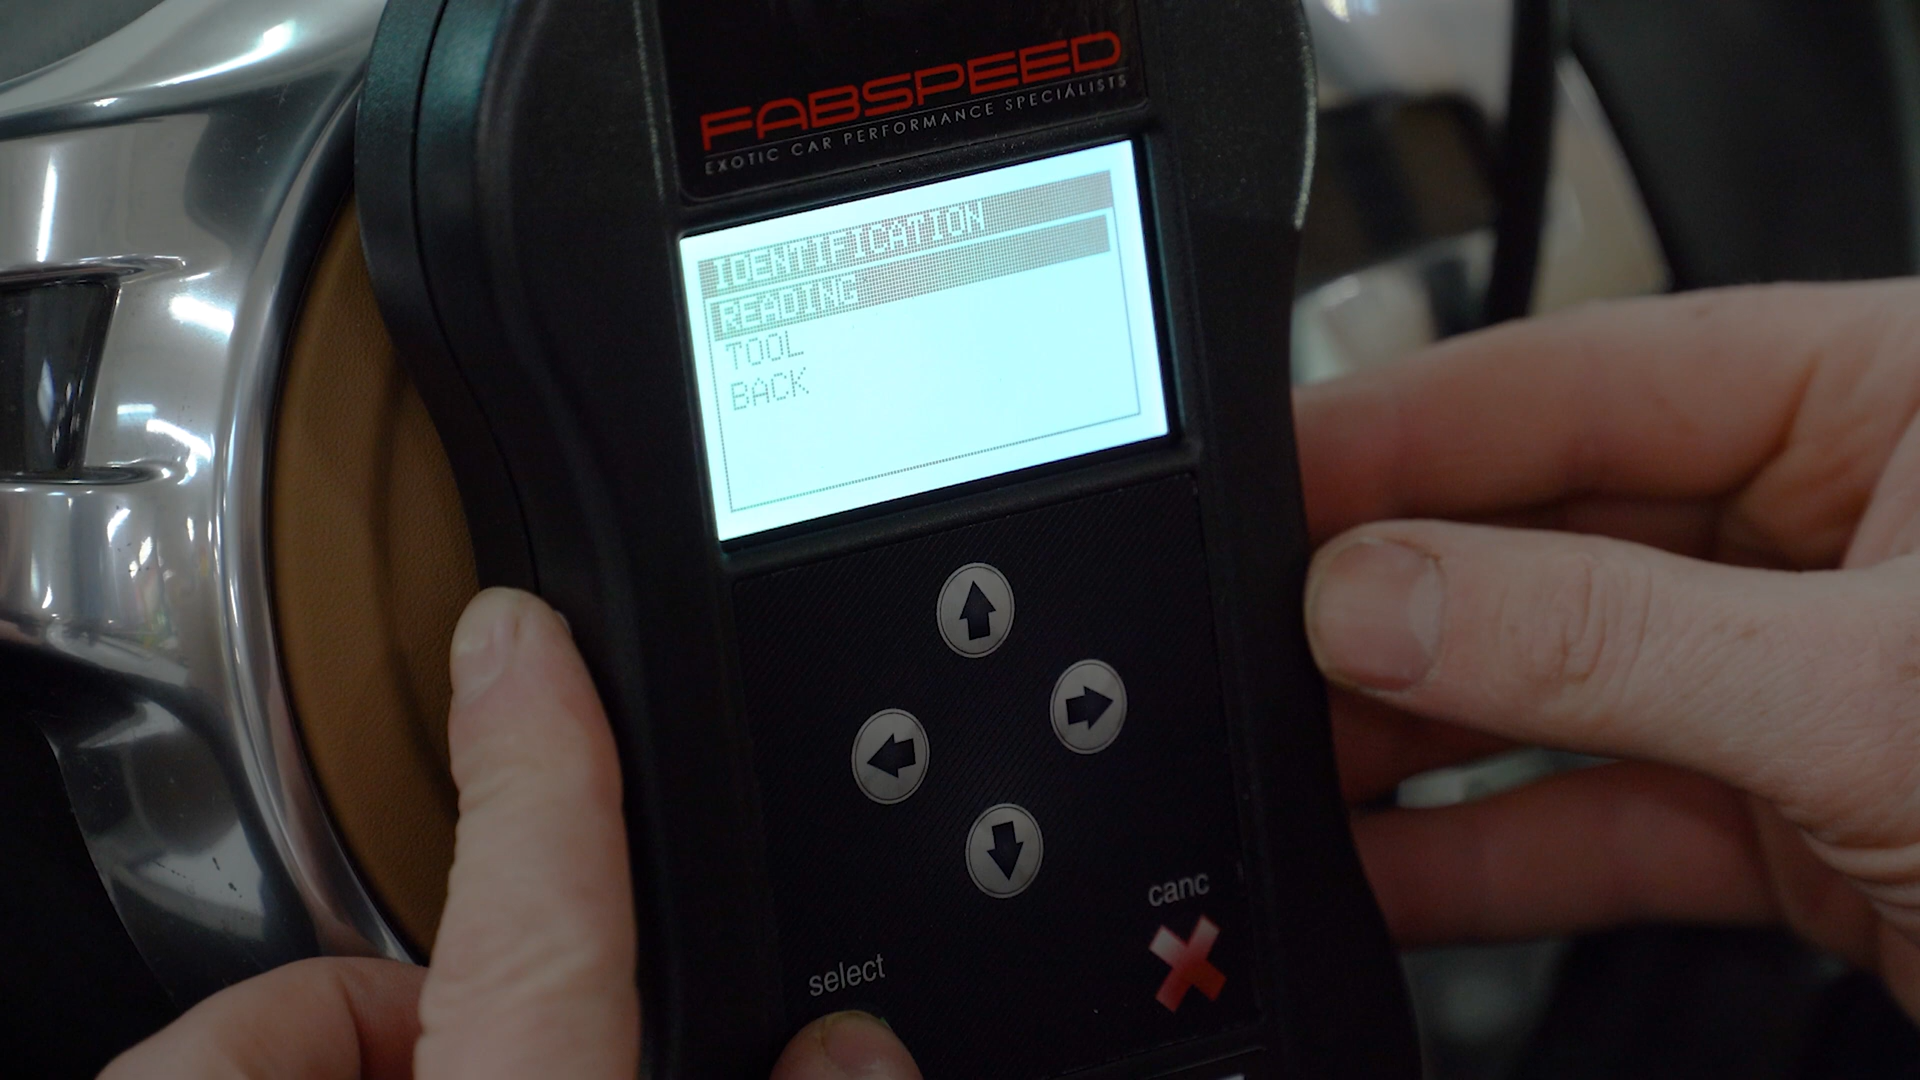 FABSPEED
EXOTIC CAR PERFORMANCE SPECIALISTS
IDENTIFICATION
READING
TOOL
BACK
canc
select